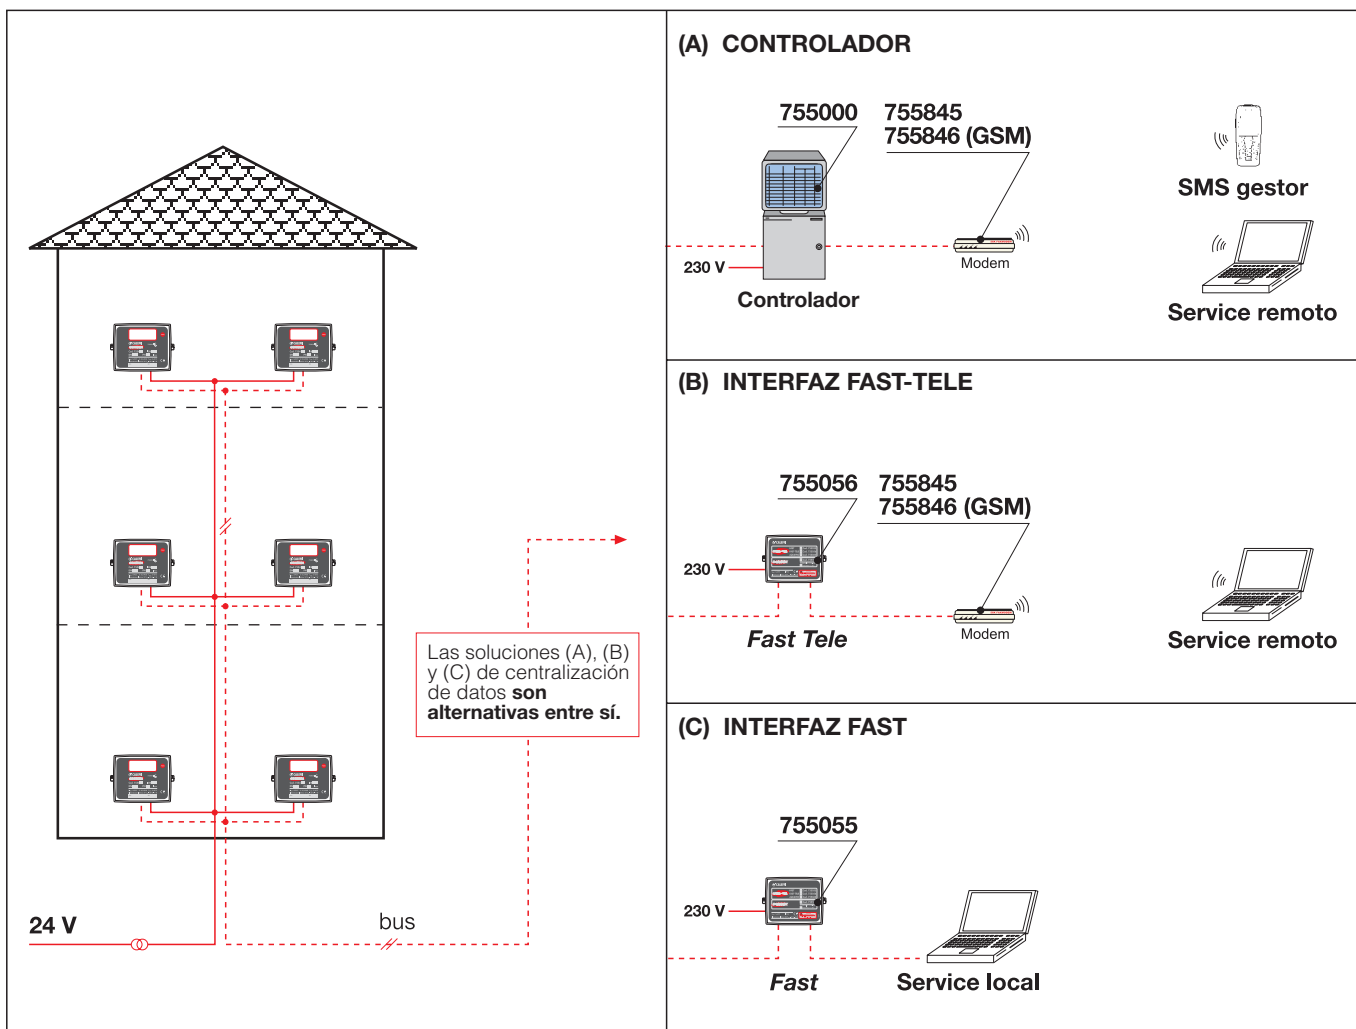 (A) CONTROLADOR
755000
755845
755846 (GSM)
SMS gestor
230 V
Modem
Controlador
Service remoto
(B) INTERFAZ FAST-TELE
755056
755845
755846 (GSM)
230 V
Fast Tele
Modem
Service remoto
Las soluciones (A), (B)
y (C) de centralización
de datos son
alternativas entre sí.
(C) INTERFAZ FAST
755055
230 V
Fast
Service local
24 V
bus